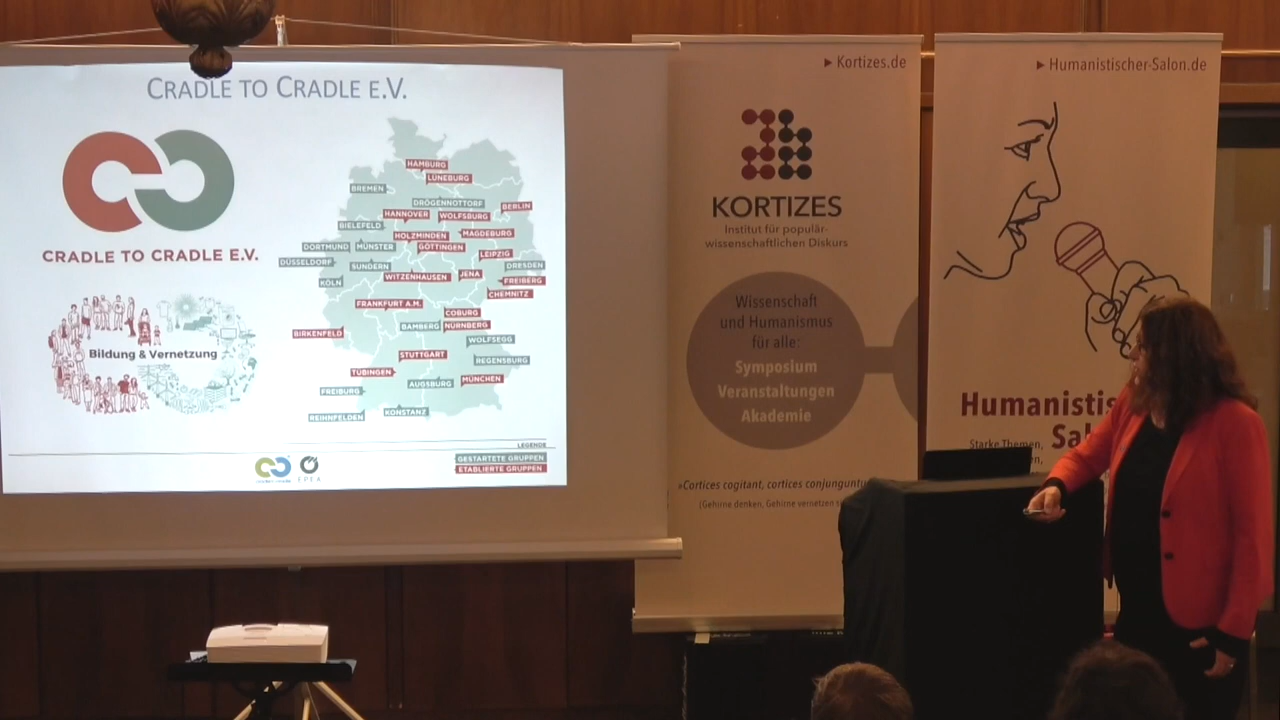 CRADLE TO CRADLE E.V.
CRADLE TO CRADLE E.V.
Bildung & Vernetzung
HAMBURG
LÜNEBURG
BREMEN
DRÖGENNOTTORF
BERLIN
HANNOVER
WOLFSBURG
BIELEFELD
HOLZMINDEN
MAGDEBURG
DORTMUND
MÜNSTER
GÖTTINGEN
LEIPZIG
DÜSSELDORF
SUNDERN
DRESDEN
KÖLN
WITZENHAUSEN
JENA
FREIBERG
CHEMNITZ
FRANKFURT A.M.
COBURG
BIRKENFELD
BAMBERG
NÜRNBERG
WOLFSEGG
STUTTGART
REGENSBURG
TÜBINGEN
AUGSBURG
MÜNCHEN
FREIBURG
REIHNFELDEN
KONSTANZ
LEGENDE
GESTARTETE GRUPPEN
ETABLIERTE GRUPPEN
EPEA
Kortizes.de
KORTIZES
Institut für populär-
wissenschaftlichen Diskurs
Wissenschaft
und Humanismus
für alle:
Symposium
Veranstaltungen
Akademie
»Cortices cogitant, cortices conjunguntu
(Gehirne denken, Gehirne vernetzen s
Humanistischer-Salon.de
Humanistis
Sal
Starke Themen,